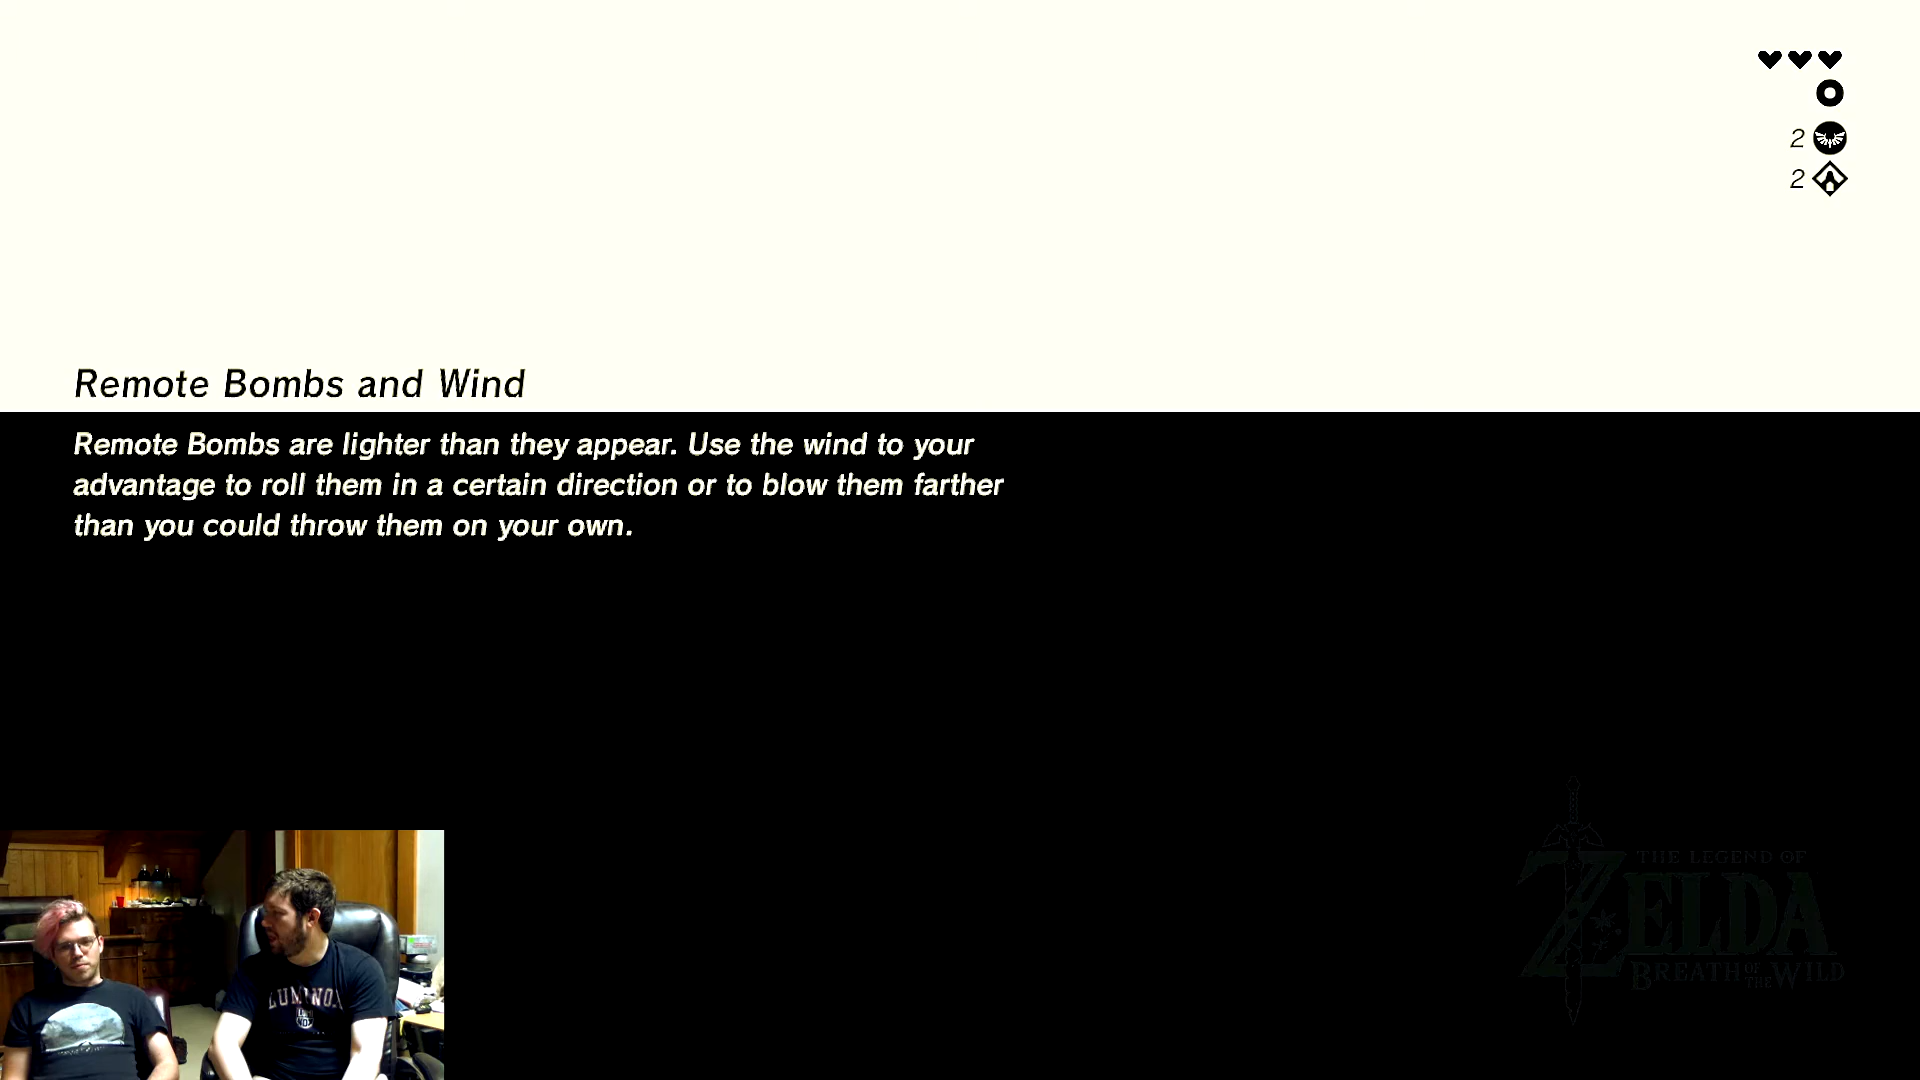 2
2
Remote Bombs and Wind
Remote Bombs are lighter than they appear. Use the wind to your
advantage to roll them in a certain direction or to blow them farther
than you could throw them on your own.
THE LEGEND OF
ZELDA
BREATH OF THE WILD